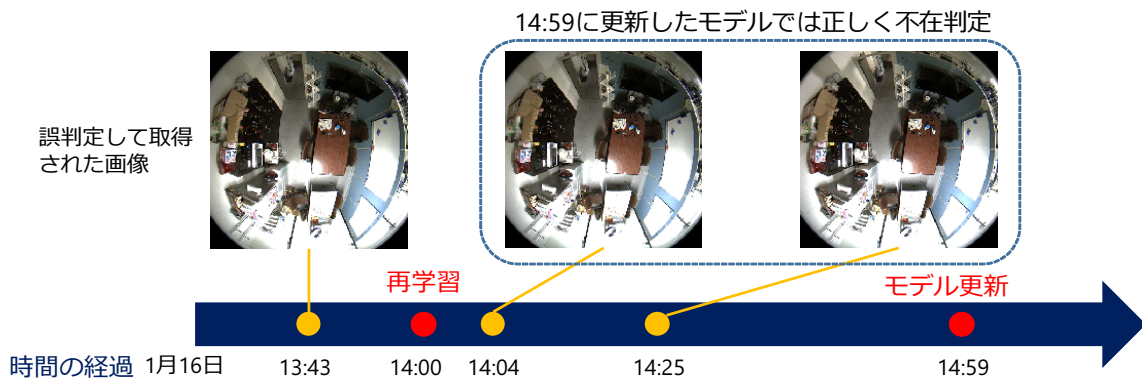 14:59に更新したモデルでは正しく不在判定
誤判定して取得
された画像
再学習
モデル更新
時間の経過 1月16日 13:43 14:00 14:04 14:25 14:59